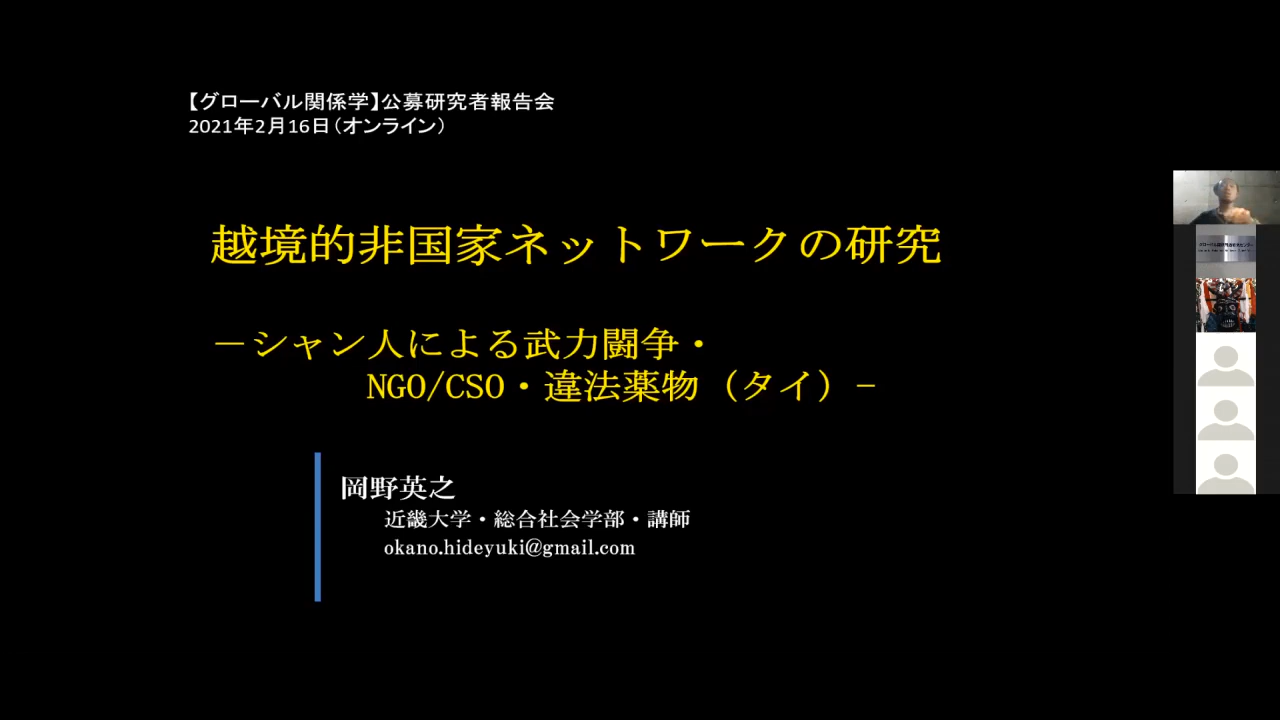 【グローバル関係学】公募研究者報告会
2021年2月16日（オンライン）
越境的非国家ネットワークの研究
－シャン人による武力闘争・
NGO/CSO・違法薬物（タイ）－
岡野英之
近畿大学・総合社会学部・講師
okano.hideyuki@gmail.com